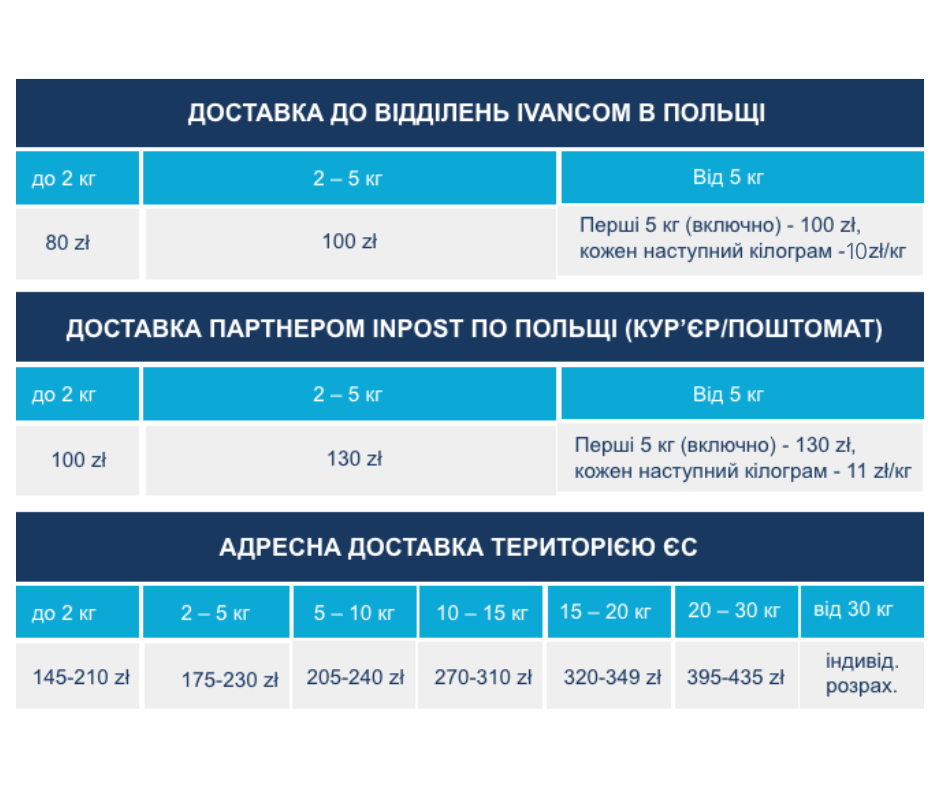 ДОСТАВКА ДО ВІДДІЛЕНЬ IVANCOM В ПОЛЬЩІ
до 2 кг
2 – 5 кг
Від 5 кг
80 zł
100 zł
Перші 5 кг (включно) - 100 zł,
кожен наступний кілограм -10zł/кг
ДОСТАВКА ПАРТНЕРОМ INPOST ПО ПОЛЬЩІ (КУР’ЄР/ПОШТОМАТ)
до 2 кг
2 – 5 кг
Від 5 кг
100 zł
130 zł
Перші 5 кг (включно) - 130 zł,
кожен наступний кілограм - 11 zł/кг
АДРЕСНА ДОСТАВКА ТЕРИТОРІЄЮ ЄС
до 2 кг
2 – 5 кг
5 – 10 кг
10 – 15 кг
15 – 20 кг
20 – 30 кг
від 30 кг
145-210 zł
175-230 zł
205-240 zł
270-310 zł
320-349 zł
395-435 zł
індивід.
розрах.